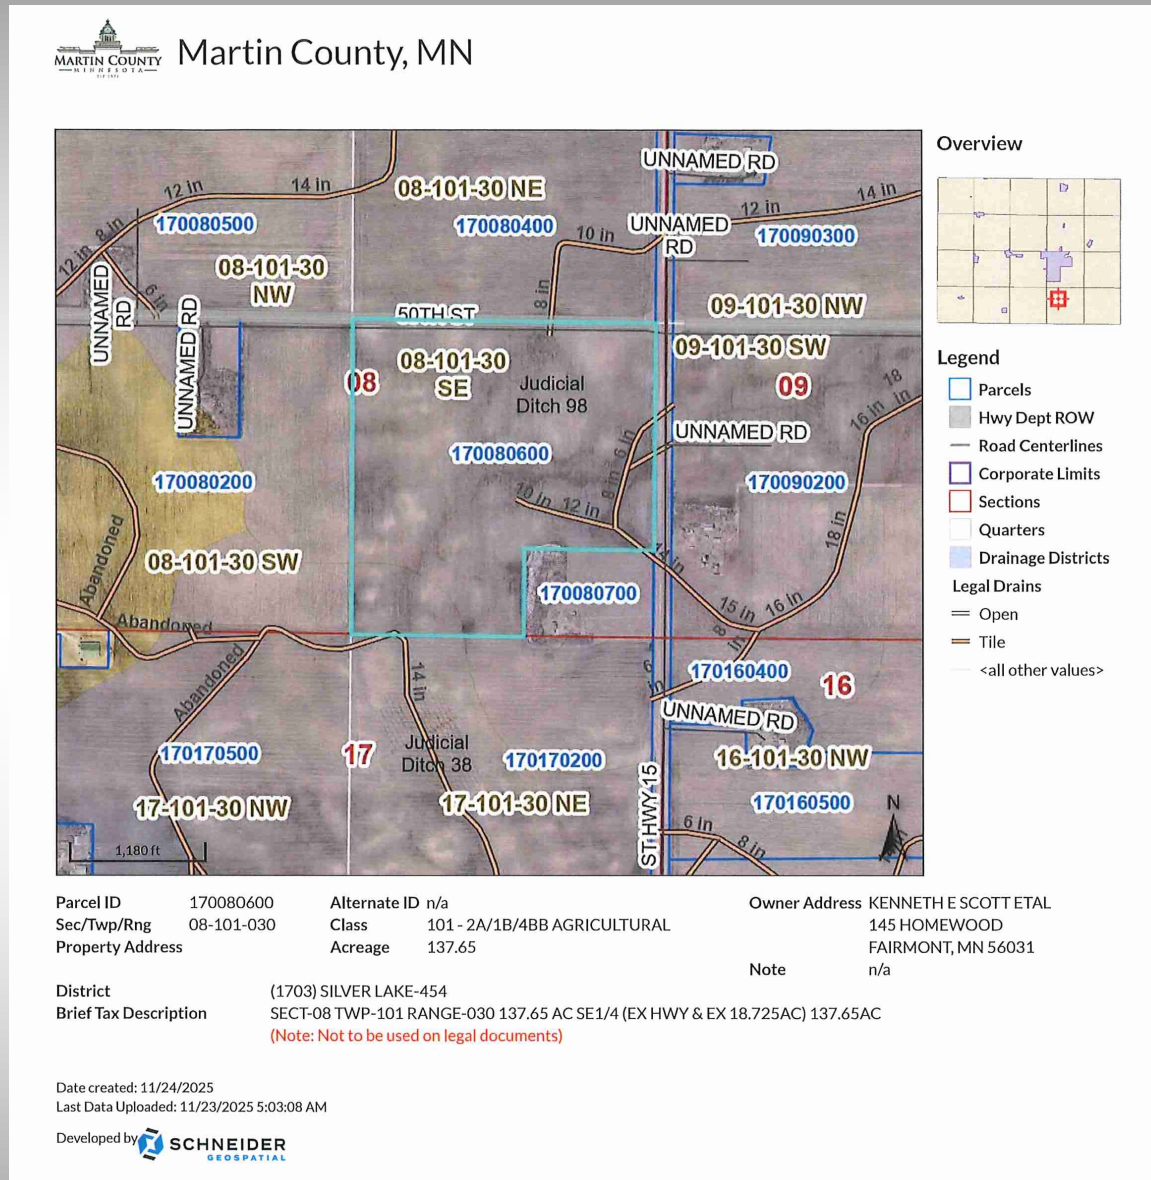 MARTIN COUNTY
MINNESOTA
Martin County, MN
UNNAMED RD
12 in
14 in
08-101-30 NE
14 in
12 in
8 in
170080500
170080400
10 in
UNNAMED
RD
170090300
12 in
08-101-30
NW
6 in
8 in
UNNAMED
RD
UNNAMED RD
50TH ST
09-101-30 NW
09-101-30 SW
08
08-101-30
SE
Judicial
Ditch 98
09
18
in
16 in
UNNAMED RD
6 in
170080600
8 in
170080200
170090200
10 in
12 in
18 in
Abandoned
08-101-30 SW
14 in
170080700
15 in
16 in
Abandoned
8
in
Abandoned
14 in
6
in
170160400
16
UNNAMED RD
170170500
17
Judicial
Ditch 38
170170200
16-101-30 NW
17-101-30 NW
17-101-30 NE
170160500
ST HWY 15
N
6 in
8 in
1,180 ft
Overview
Legend
Parcels
Hwy Dept ROW
Road Centerlines
Corporate Limits
Sections
Quarters
Drainage Districts
Legal Drains
Open
Tile
<all other values>
Parcel ID 170080600 Alternate ID n/a Owner Address KENNETH E SCOTT ETAL
Sec/Twp/Rng 08-101-030 Class 101 - 2A/1B/4BB AGRICULTURAL 145 HOMEWOOD
Property Address Acreage 137.65 FAIRMONT, MN 56031
Note n/a
District (1703) SILVER LAKE-454
Brief Tax Description SECT-08 TWP-101 RANGE-030 137.65 AC SE1/4 (EX HWY & EX 18.725AC) 137.65AC
(Note: Not to be used on legal documents)
Date created: 11/24/2025
Last Data Uploaded: 11/23/2025 5:03:08 AM
Developed by SCHNEIDER
GEOSPATIAL